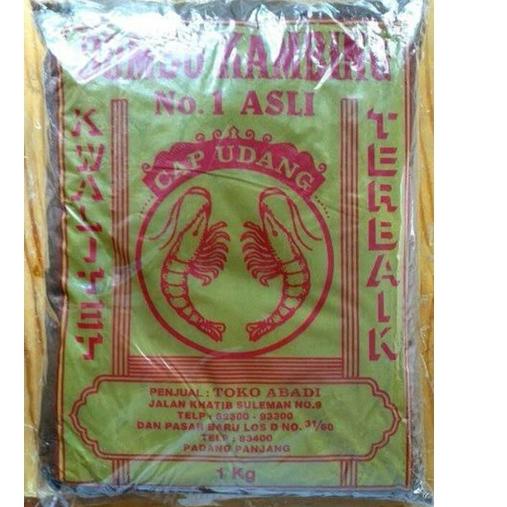 BUMBU KAMBING
No. 1 ASLI
KWALITET
TERBAIK
CAP UDANG
PENJUAL : TOKO ABADI
JALAN KHATIB SULEMAN NO.9
TELP : 82300 - 83300
DAN PASAR BARU LOS D NO. 31/60
TELP : 83400
PADANG PANJANG
1 Kg